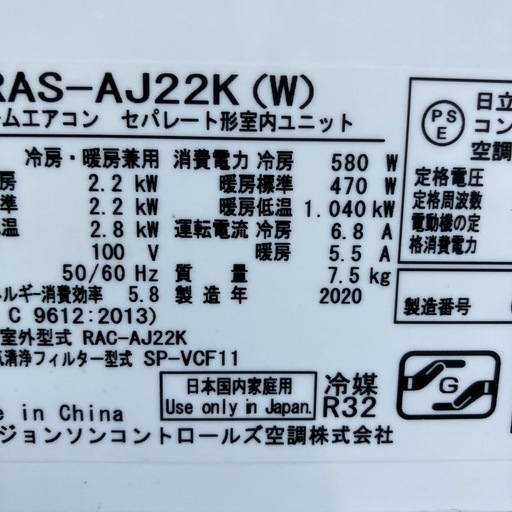 RAS-AJ22K(W)
ームエアコン セパレート形室内ユニット
冷房・暖房兼用 消費電力 冷房 580 W
房 2.2 kW 暖房標準 470 W
2.2 kW 暖房低温 1.040 kW
温 2.8 kW 運転電流 冷房 6.8 A
100 V 暖房 5.5 A
50/60 Hz 質量 7.5 kg
ネルギー消費効率 5.8 製造年 2020
C 9612:2013)
室外型式 RAC-AJ22K
気清浄フィルター型式 SP-VCF11
日本国内家庭用
Use only in Japan.
冷媒
R32
in China
ジョンソンコントロールズ空調株式会社
PS
E
日立
コン
空調
定格電圧
定格周波数
電動機の定
格消費電力
製造番号
G